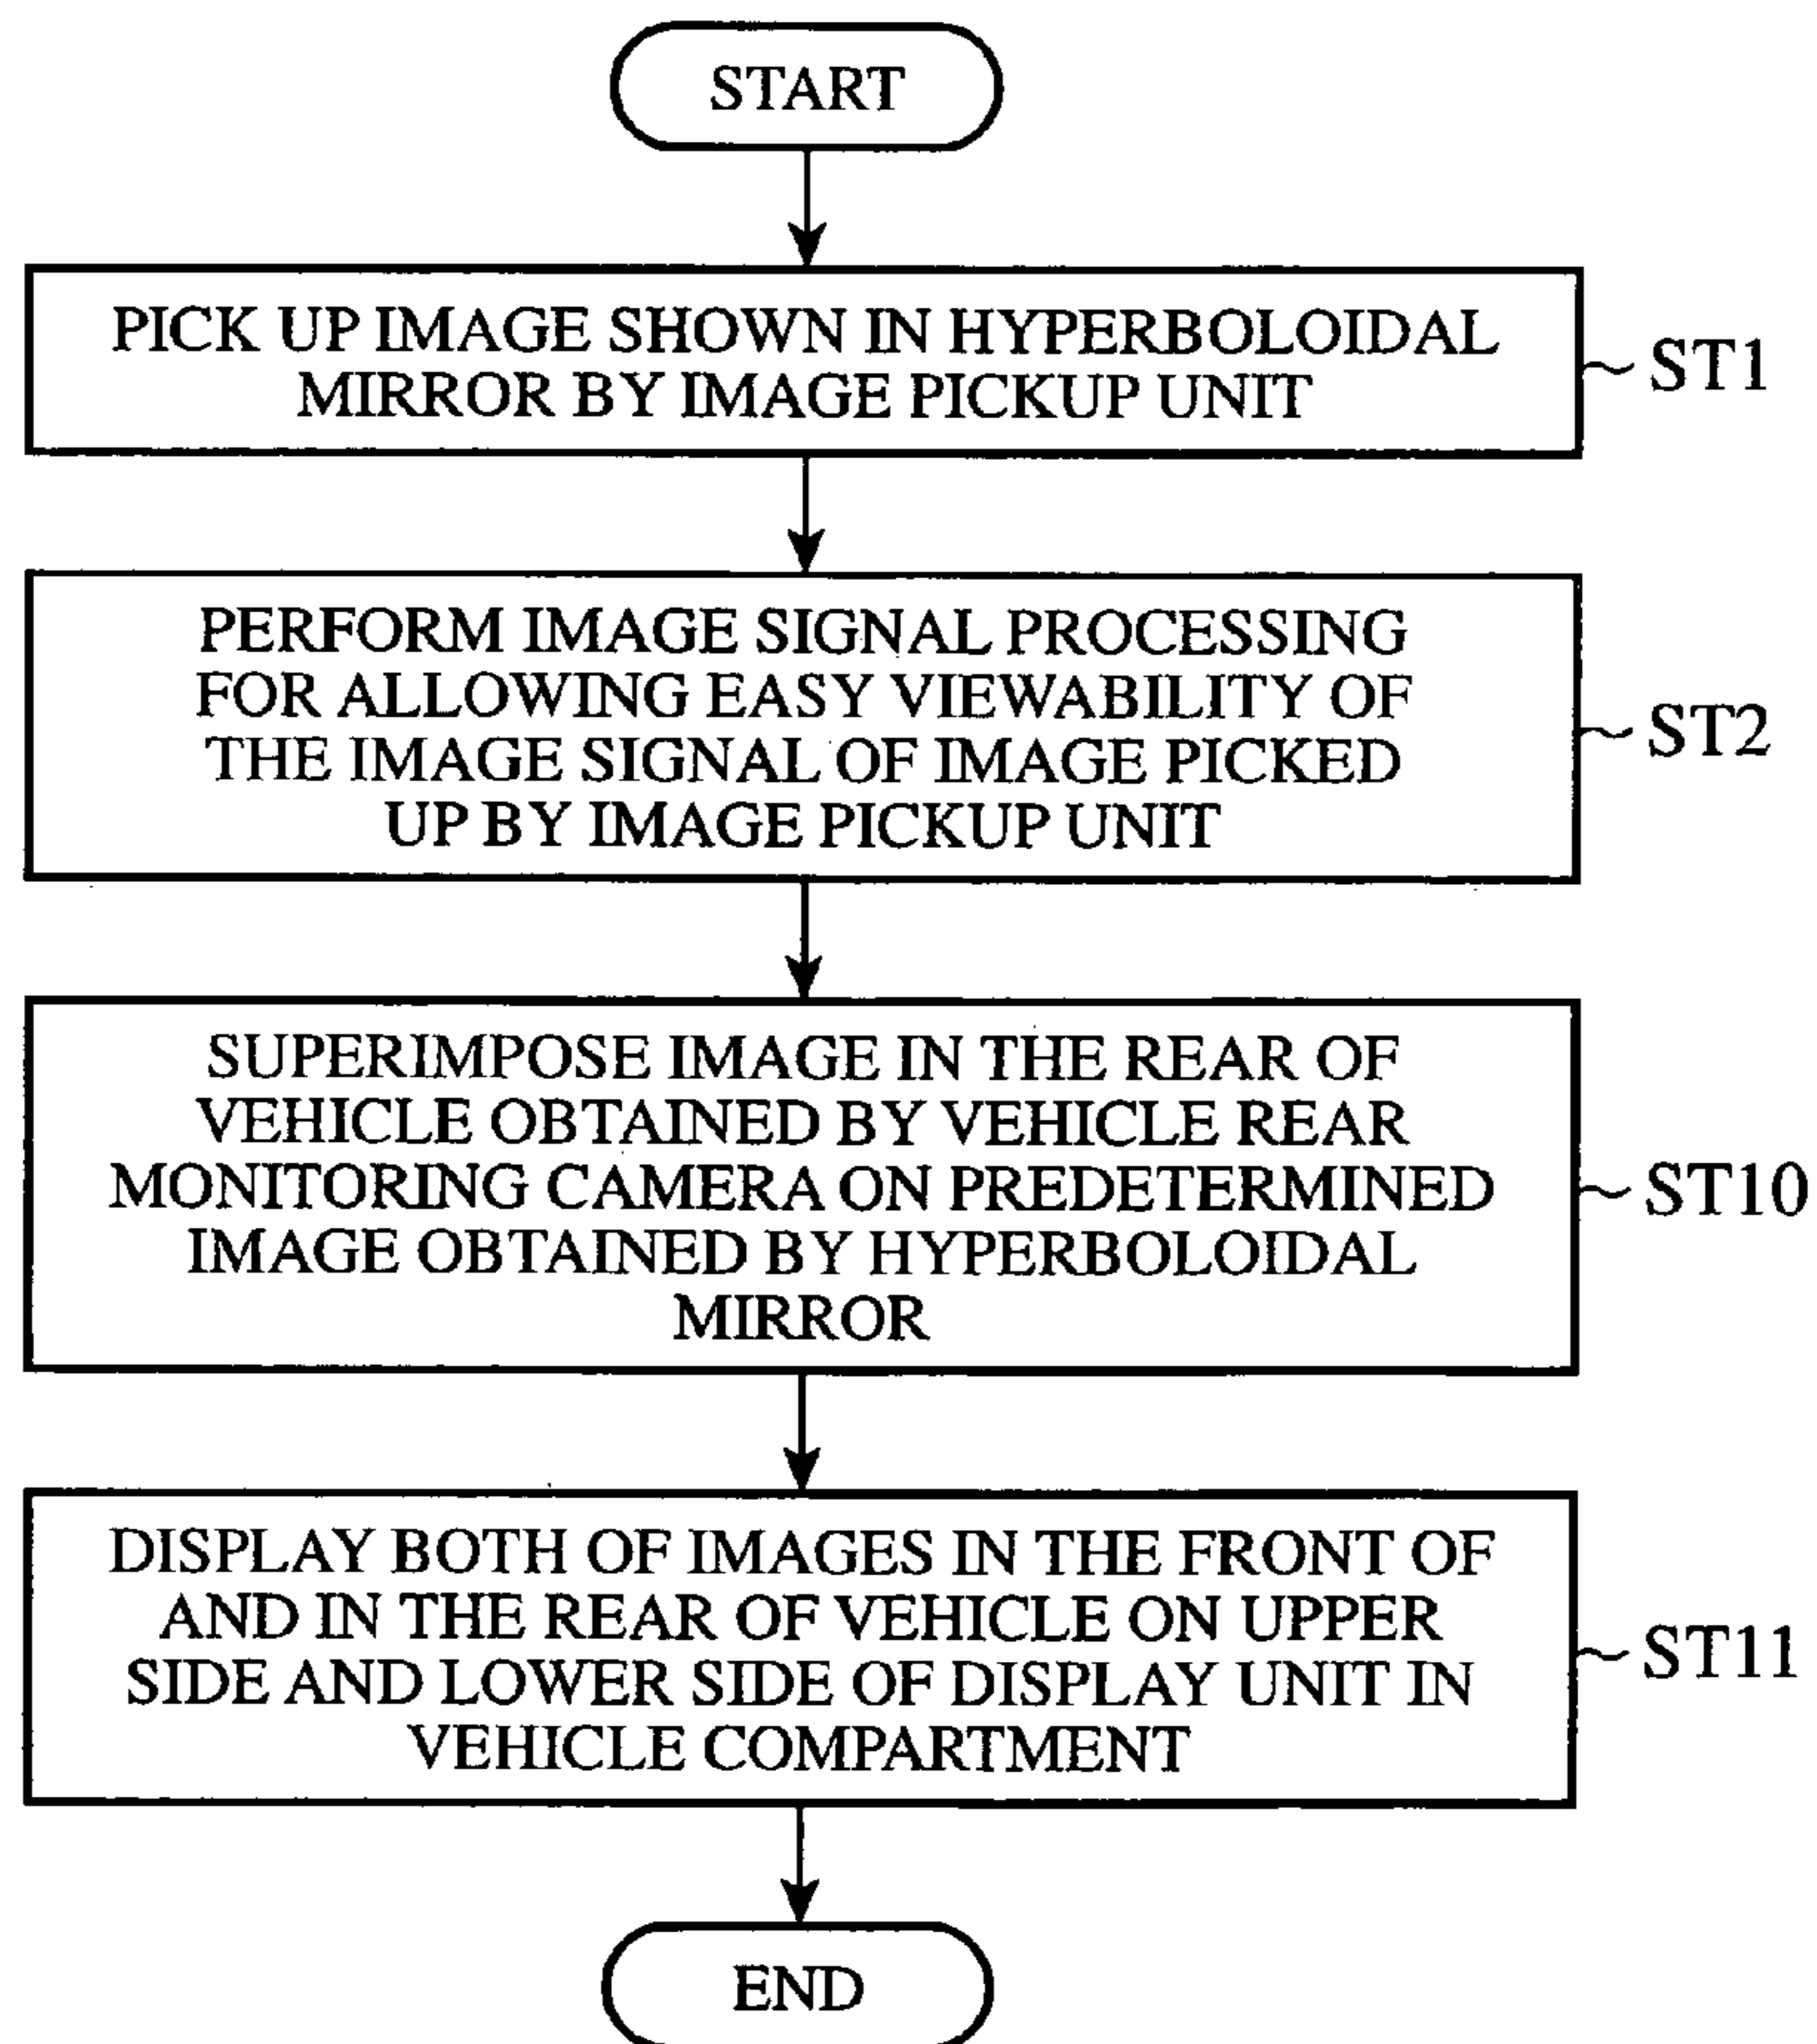 START
PICK UP IMAGE SHOWN IN HYPERBOLOIDAL
MIRROR BY IMAGE PICKUP UNIT
ST1
PERFORM IMAGE SIGNAL PROCESSING
FOR ALLOWING EASY VIEWABILITY OF
THE IMAGE SIGNAL OF IMAGE PICKED
UP BY IMAGE PICKUP UNIT
ST2
SUPERIMPOSE IMAGE IN THE REAR OF
VEHICLE OBTAINED BY VEHICLE REAR
MONITORING CAMERA ON PREDETERMINED
IMAGE OBTAINED BY HYPERBOLOIDAL
MIRROR
ST10
DISPLAY BOTH OF IMAGES IN THE FRONT OF
AND IN THE REAR OF VEHICLE ON UPPER
SIDE AND LOWER SIDE OF DISPLAY UNIT IN
VEHICLE COMPARTMENT
ST11
END